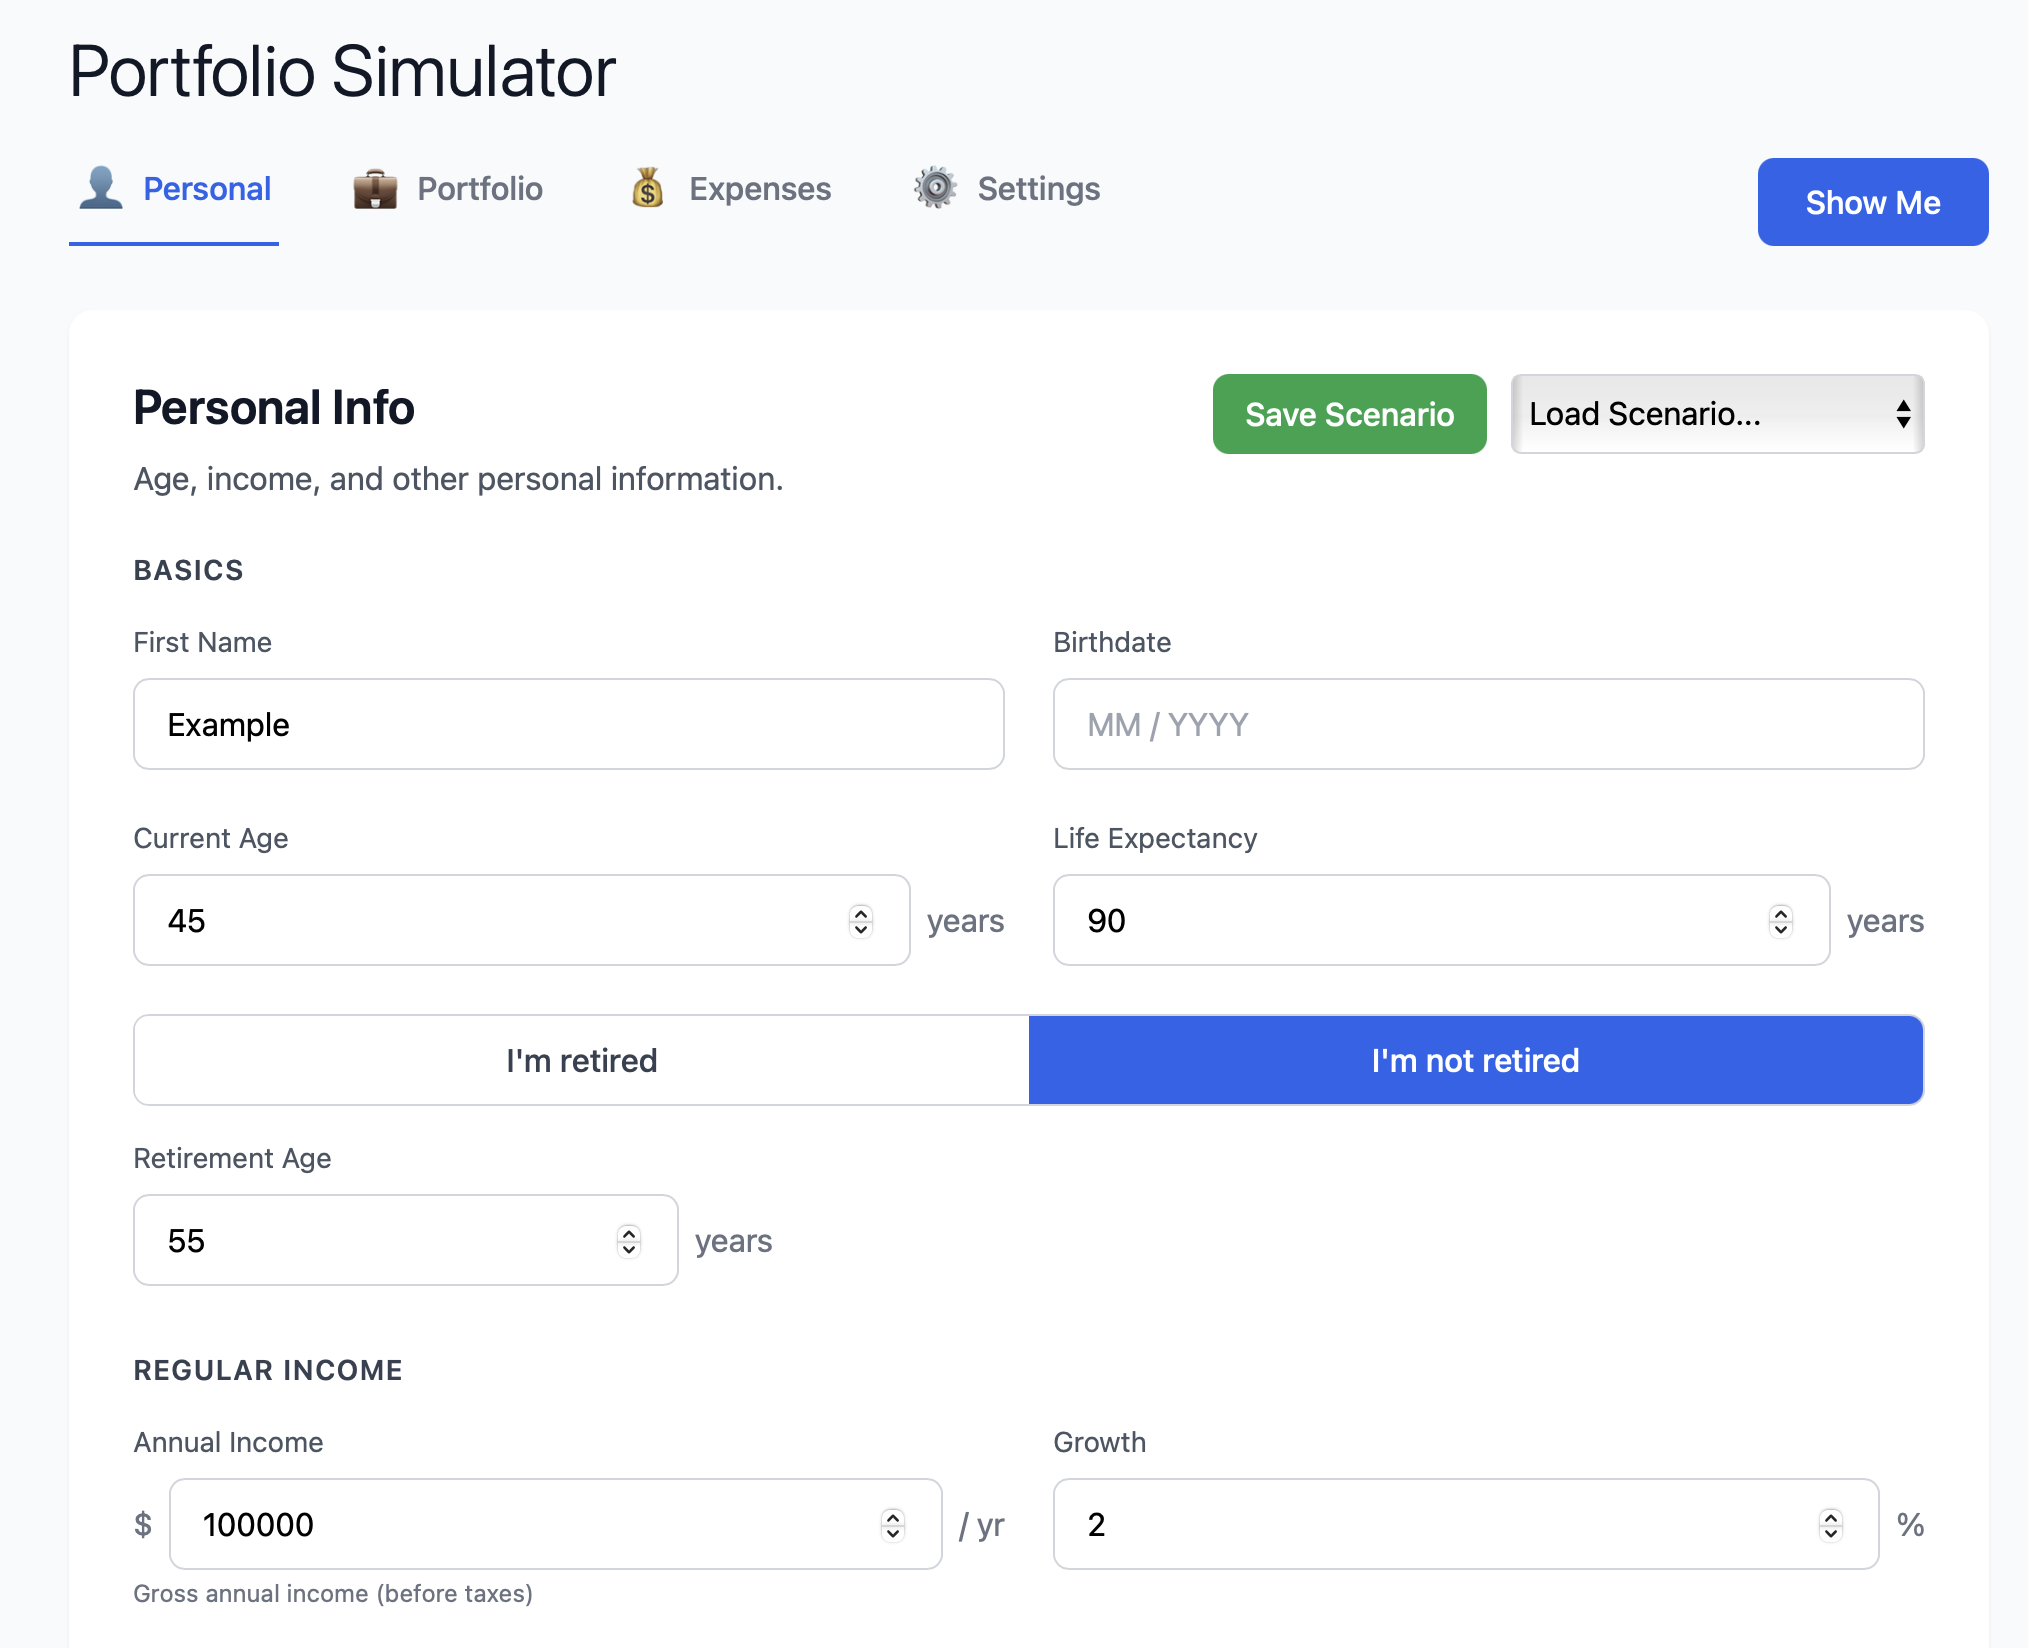 Portfolio Simulator
Personal Portfolio Expenses Settings Show Me
Personal Info Save Scenario Load Scenario...
Age, income, and other personal information.
BASICS
First Name Birthdate
Example MM / YYYY
Current Age Life Expectancy
45 years 90 years
I'm retired I'm not retired
Retirement Age
55 years
REGULAR INCOME
Annual Income Growth
$ 100000 / yr 2 %
Gross annual income (before taxes)